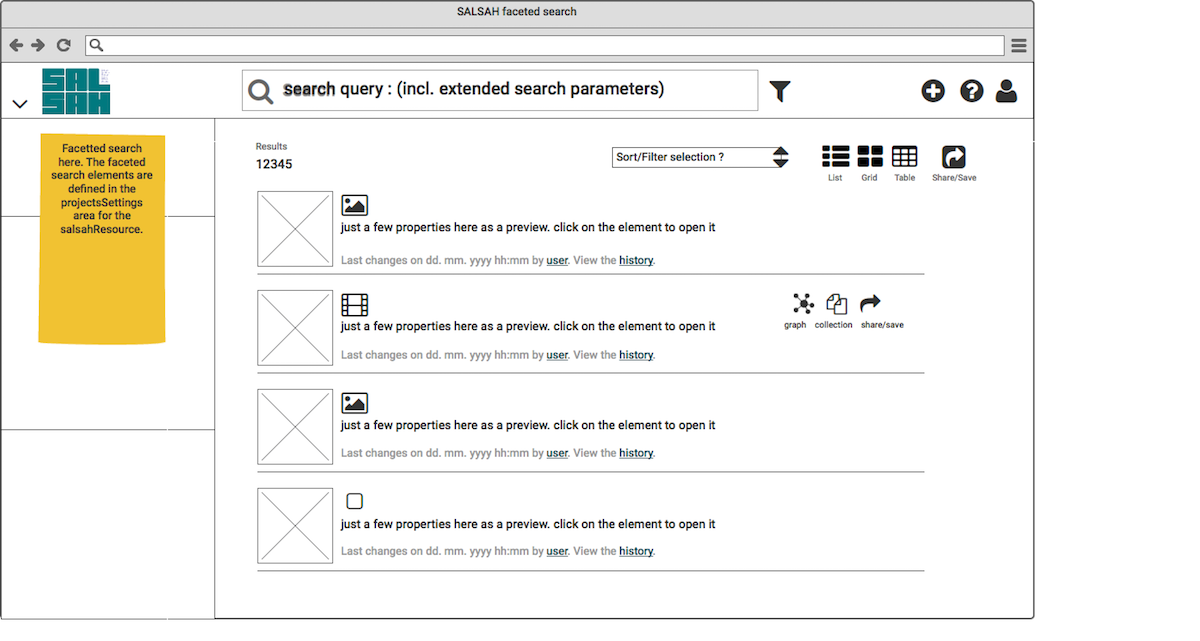 SALSAH faceted search
SAL
SAH
Search query : (incl. extended search parameters)
Facetted search
here. The faceted
search elements are
defined in the
projectsSettings
area for the
salsahResource.
Results
12345
Sort/Filter selection ?
List
Grid
Table
Share/Save
just a few properties here as a preview. click on the element to open it
Last changes on dd. mm. yyyy hh:mm by user. View the history.
just a few properties here as a preview. click on the element to open it
Last changes on dd. mm. yyyy hh:mm by user. View the history.
graph
collection
share/save
just a few properties here as a preview. click on the element to open it
Last changes on dd. mm. yyyy hh:mm by user. View the history.
just a few properties here as a preview. click on the element to open it
Last changes on dd. mm. yyyy hh:mm by user. View the history.